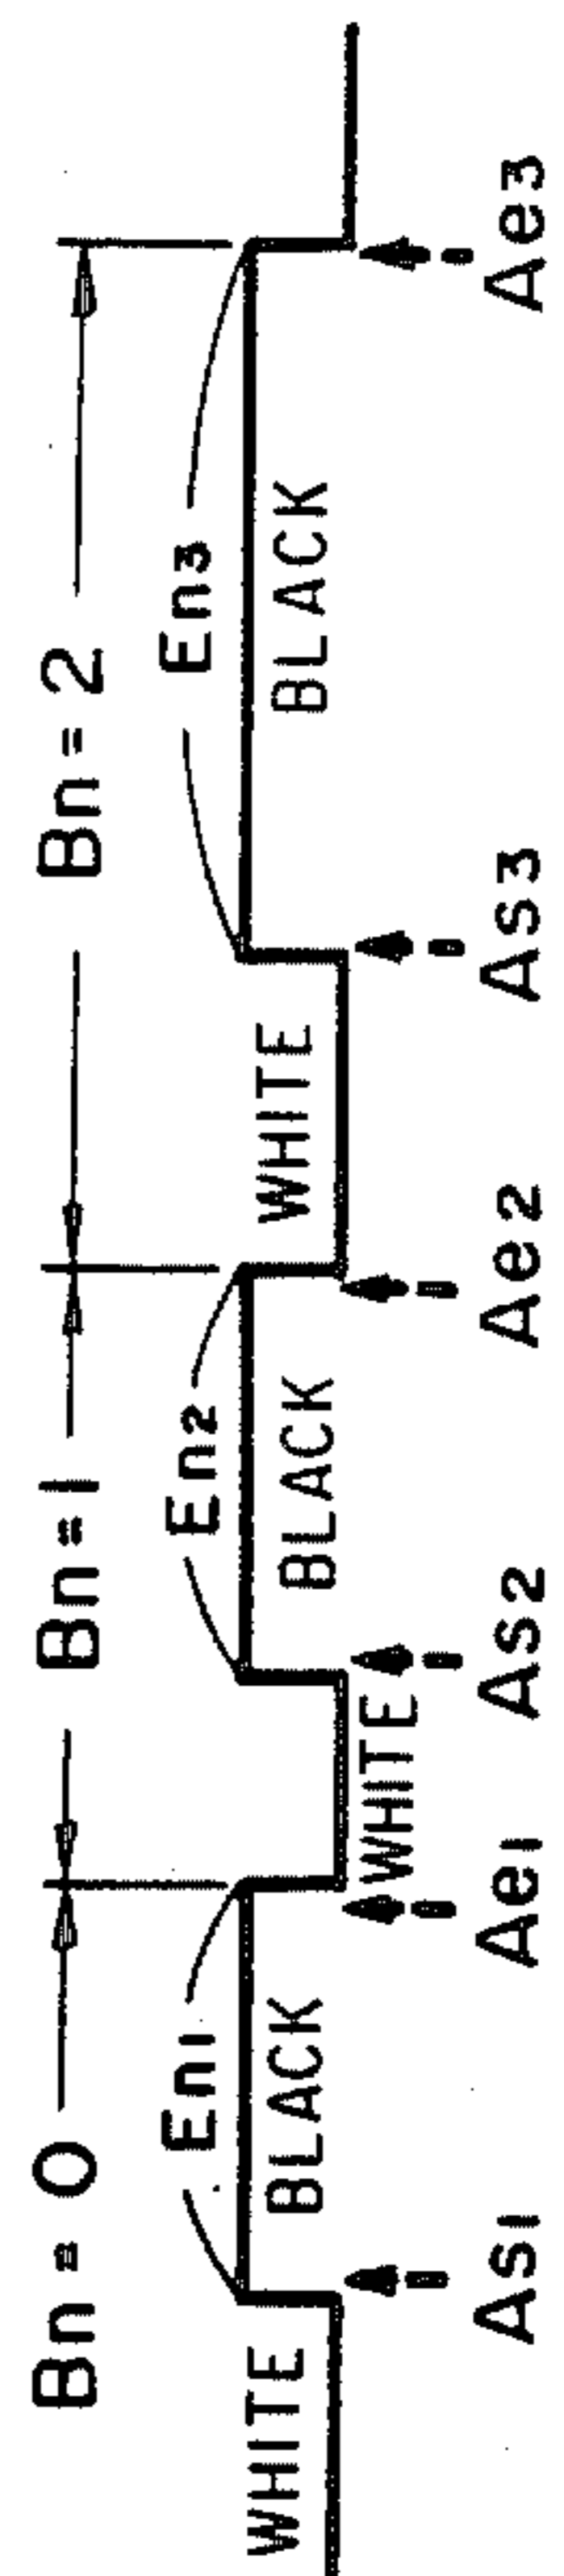 Bn = 0 Bn = 1 Bn = 2
En1 En2 En3
WHITE BLACK WHITE BLACK WHITE BLACK
As1 Ae1 As2 Ae2 As3 Ae3